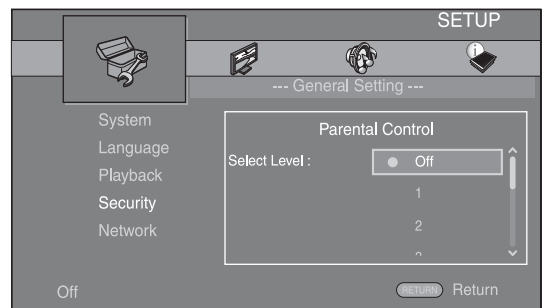 SETUP
--- General Setting ---
System
Language
Playback
Security
Network
Parental Control
Select Level :
Off
1
2
Off
RETURN Return